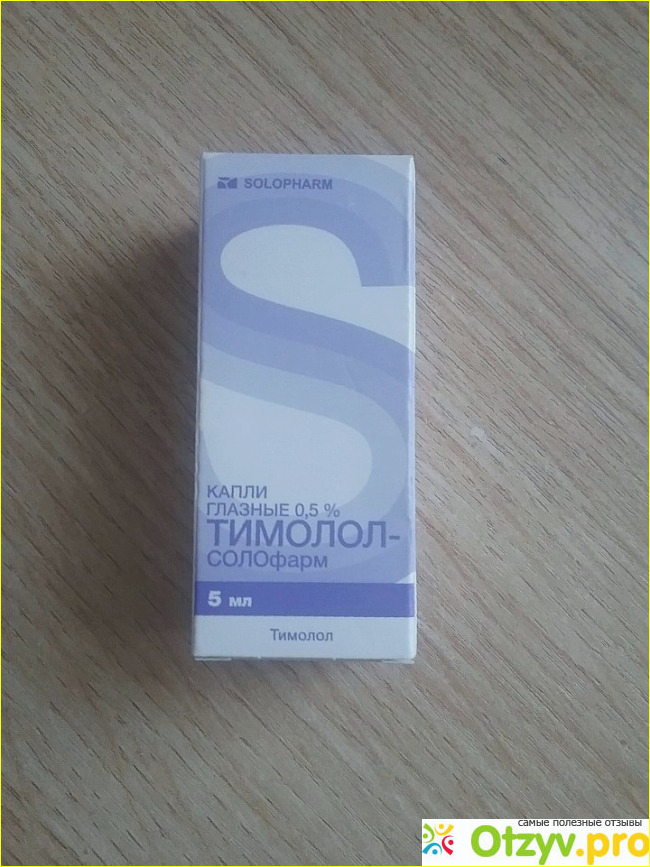 SOLOPHARM
КАПЛИ
ГЛАЗНЫЕ 0,5 %
ТИМОЛОЛ-
СОЛОфарм
5 мл
Тимолол
самые полезные отзывы
Otzyv.pro